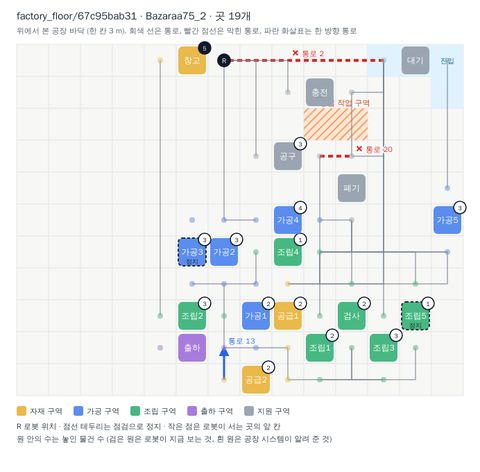 factory_floor/67c95bab31 · Bazaraa75_2 · 곳 19개
위에서 본 공장 바닥 (한 칸 3 m). 회색 선은 통로, 빨간 점선은 막힌 통로, 파란 화살표는 한 방향 통로
창고 5
R
✕ 통로 2
대기
충전
작업 구역
공구 3
✕ 통로 20
폐기
가공4 4
가공5 3
가공3 3
정지
가공2 3
조립4 1
조립2 3
가공1 2
공급1 2
검사 2
조립5 1
정지
출하
통로 13
조립1 2
조립3 3
공급2 2
자재 구역 가공 구역 조립 구역 출하 구역 지원 구역
R 로봇 위치 · 점선 테두리는 점검으로 정지 · 작은 점은 로봇이 서는 곳의 앞 칸
원 안의 수는 놓인 물건 수 (검은 원은 로봇이 지금 보는 것, 흰 원은 공장 시스템이 알려 준 것)